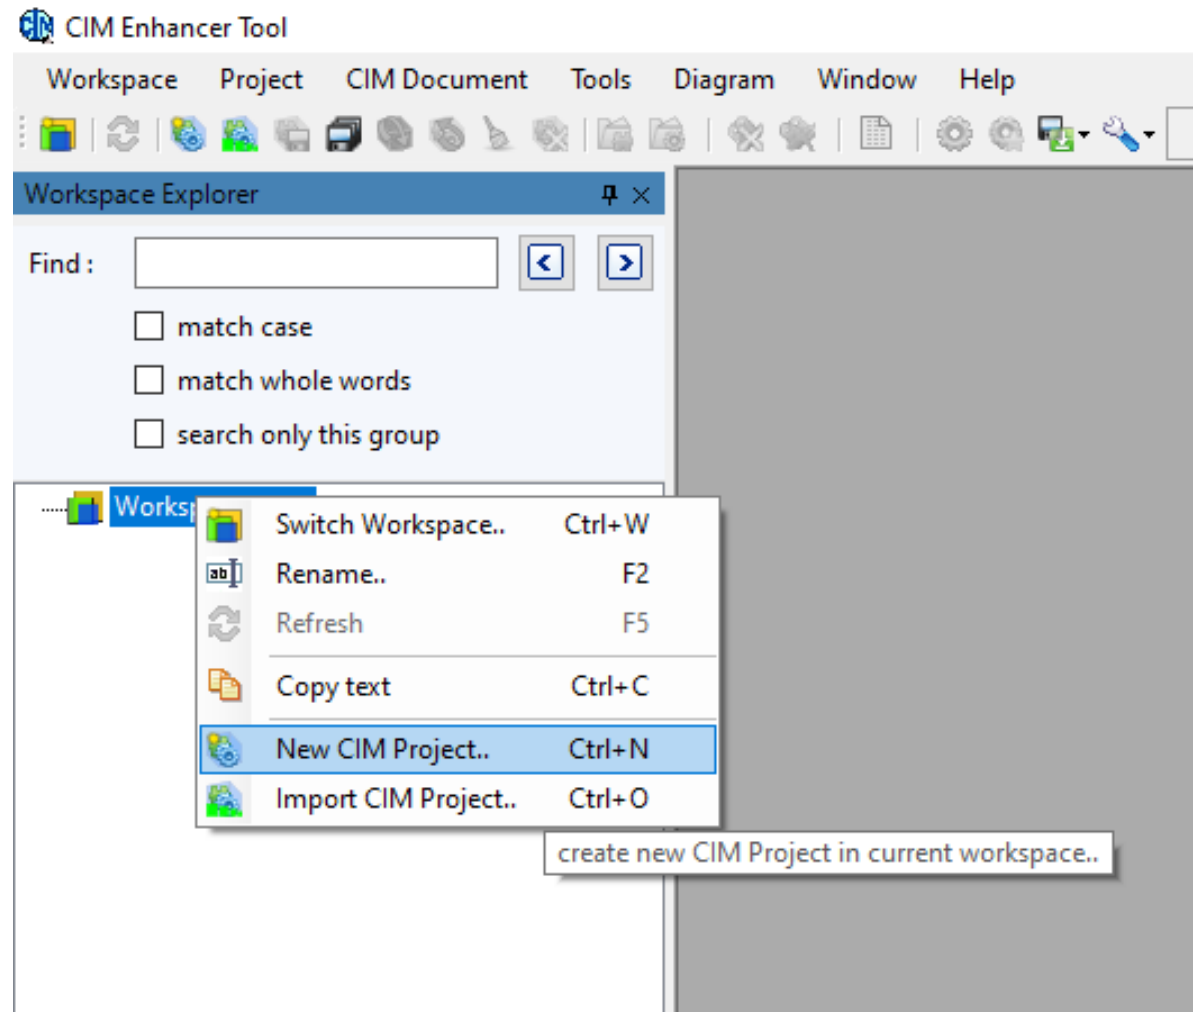 CIM Enhancer Tool
Workspace Project CIM Document Tools Diagram Window Help
Workspace Explorer
Find :
match case
match whole words
search only this group
Switch Workspace.. Ctrl+W
Rename.. F2
Refresh F5
Copy text Ctrl+C
New CIM Project.. Ctrl+N
Import CIM Project.. Ctrl+O
create new CIM Project in current workspace..